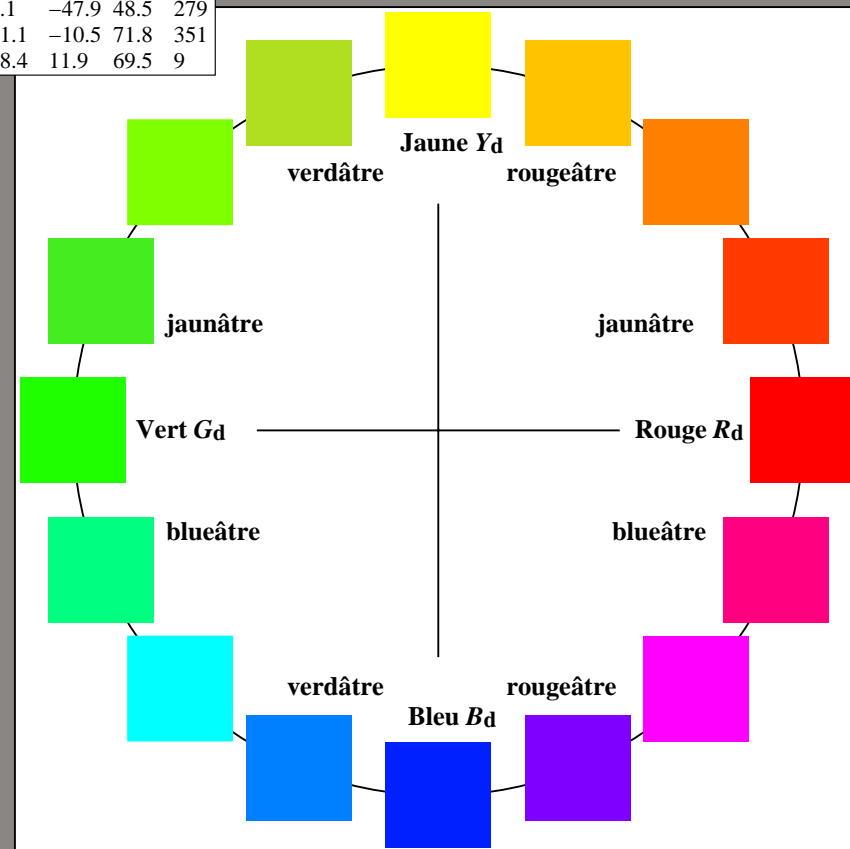 .1 −47.9 48.5 279
1.1 −10.5 71.8 351
8.4 11.9 69.5 9
Jaune Yd
verdâtre rougeâtre
jaunâtre jaunâtre
Vert Gd Rouge Rd
blueâtre blueâtre
verdâtre rougeâtre
Bleu Bd